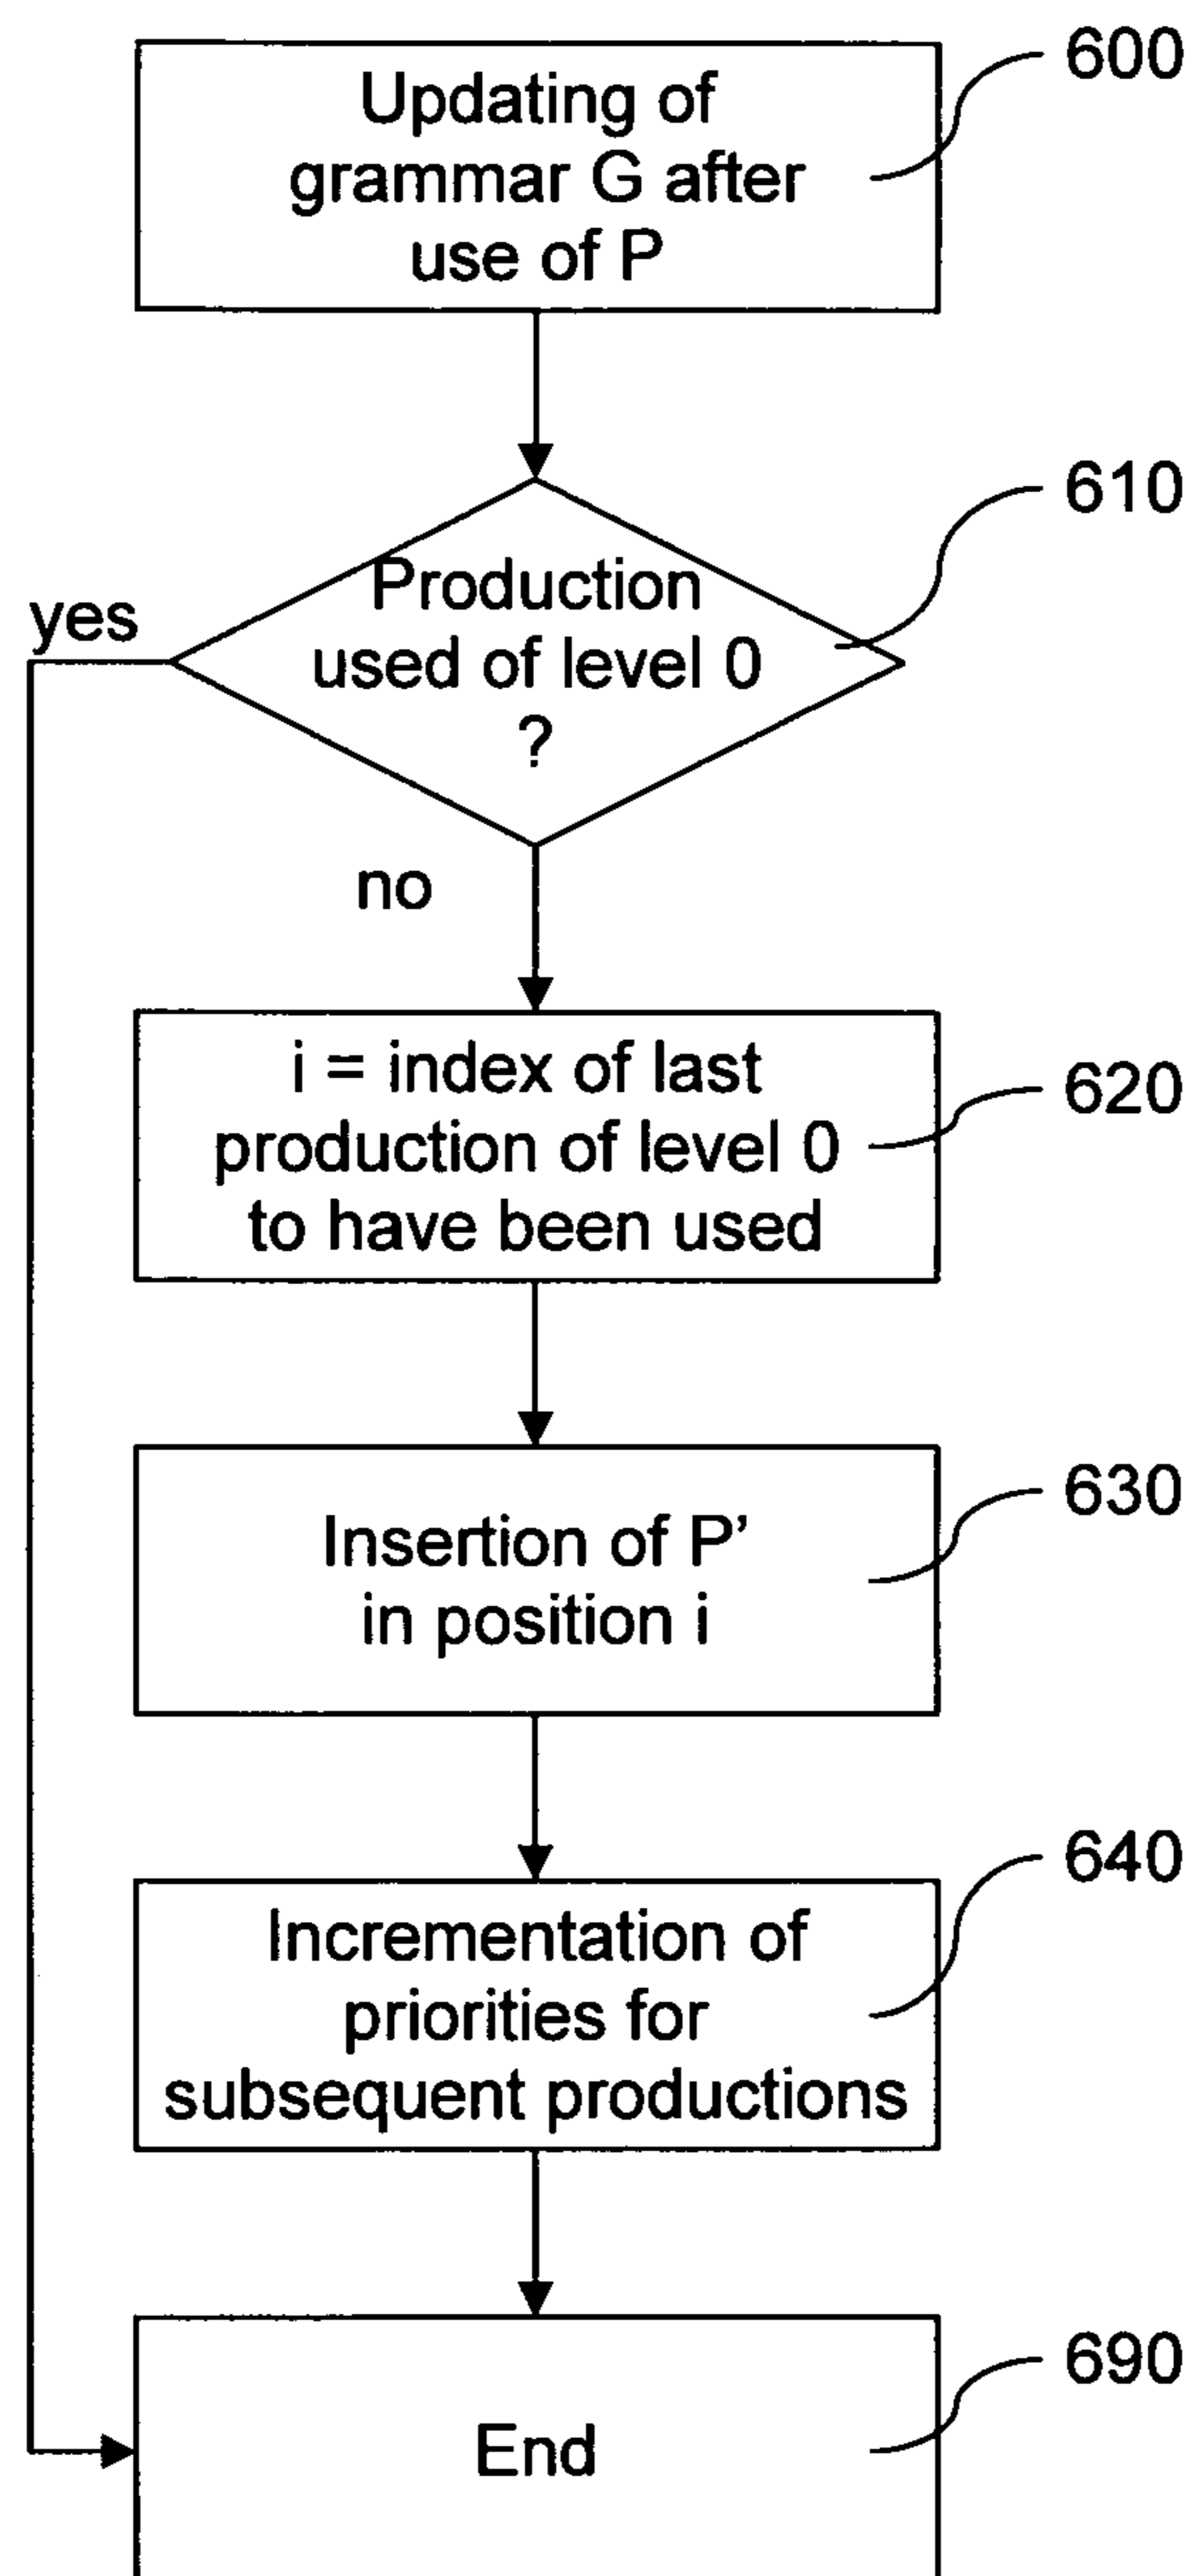 600
Updating of
grammar G after
use of P
610
Production
used of level 0
?
yes
no
i = index of last
production of level 0
to have been used
620
630
Insertion of P’
in position i
640
Incrementation of
priorities for
subsequent productions
690
End